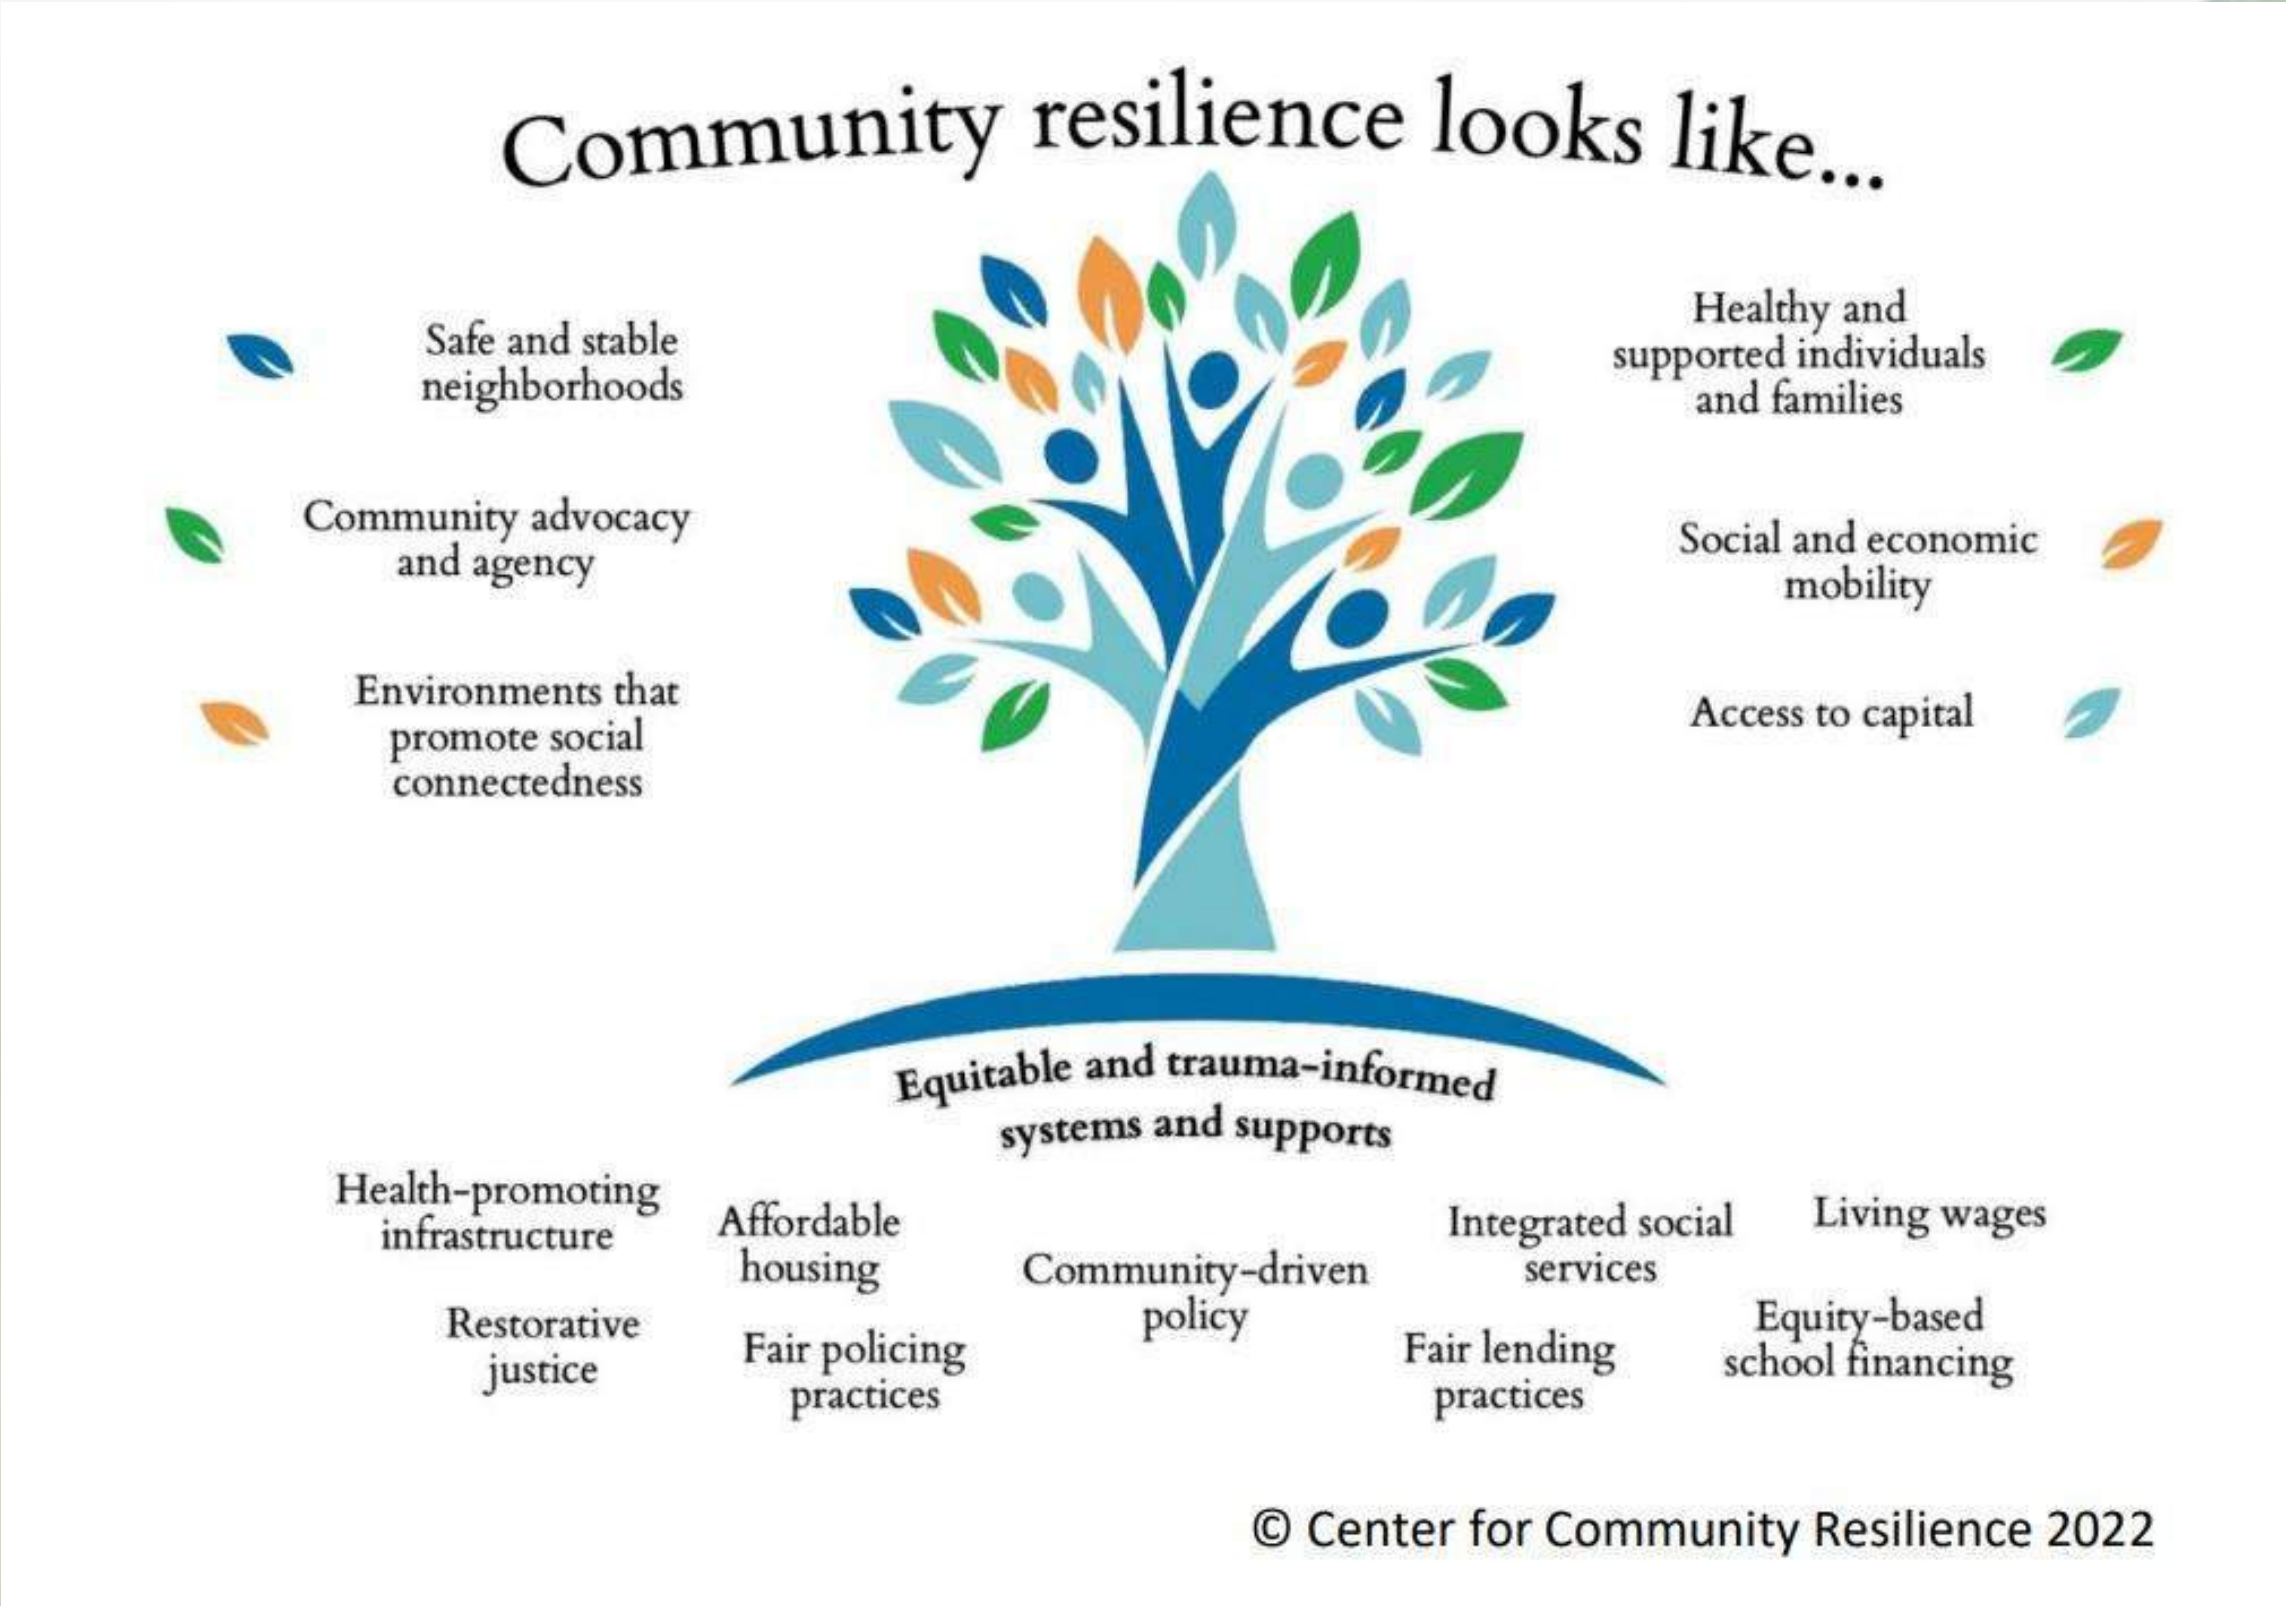 Community resilience looks like...
Safe and stable
neighborhoods
Community advocacy
and agency
Environments that
promote social
connectedness
Healthy and
supported individuals
and families
Social and economic
mobility
Access to capital
Equitable and trauma-informed
systems and supports
Health-promoting
infrastructure
Restorative
justice
Affordable
housing
Fair policing
practices
Community-driven
policy
Integrated social
services
Fair lending
practices
Living wages
Equity-based
school financing
© Center for Community Resilience 2022